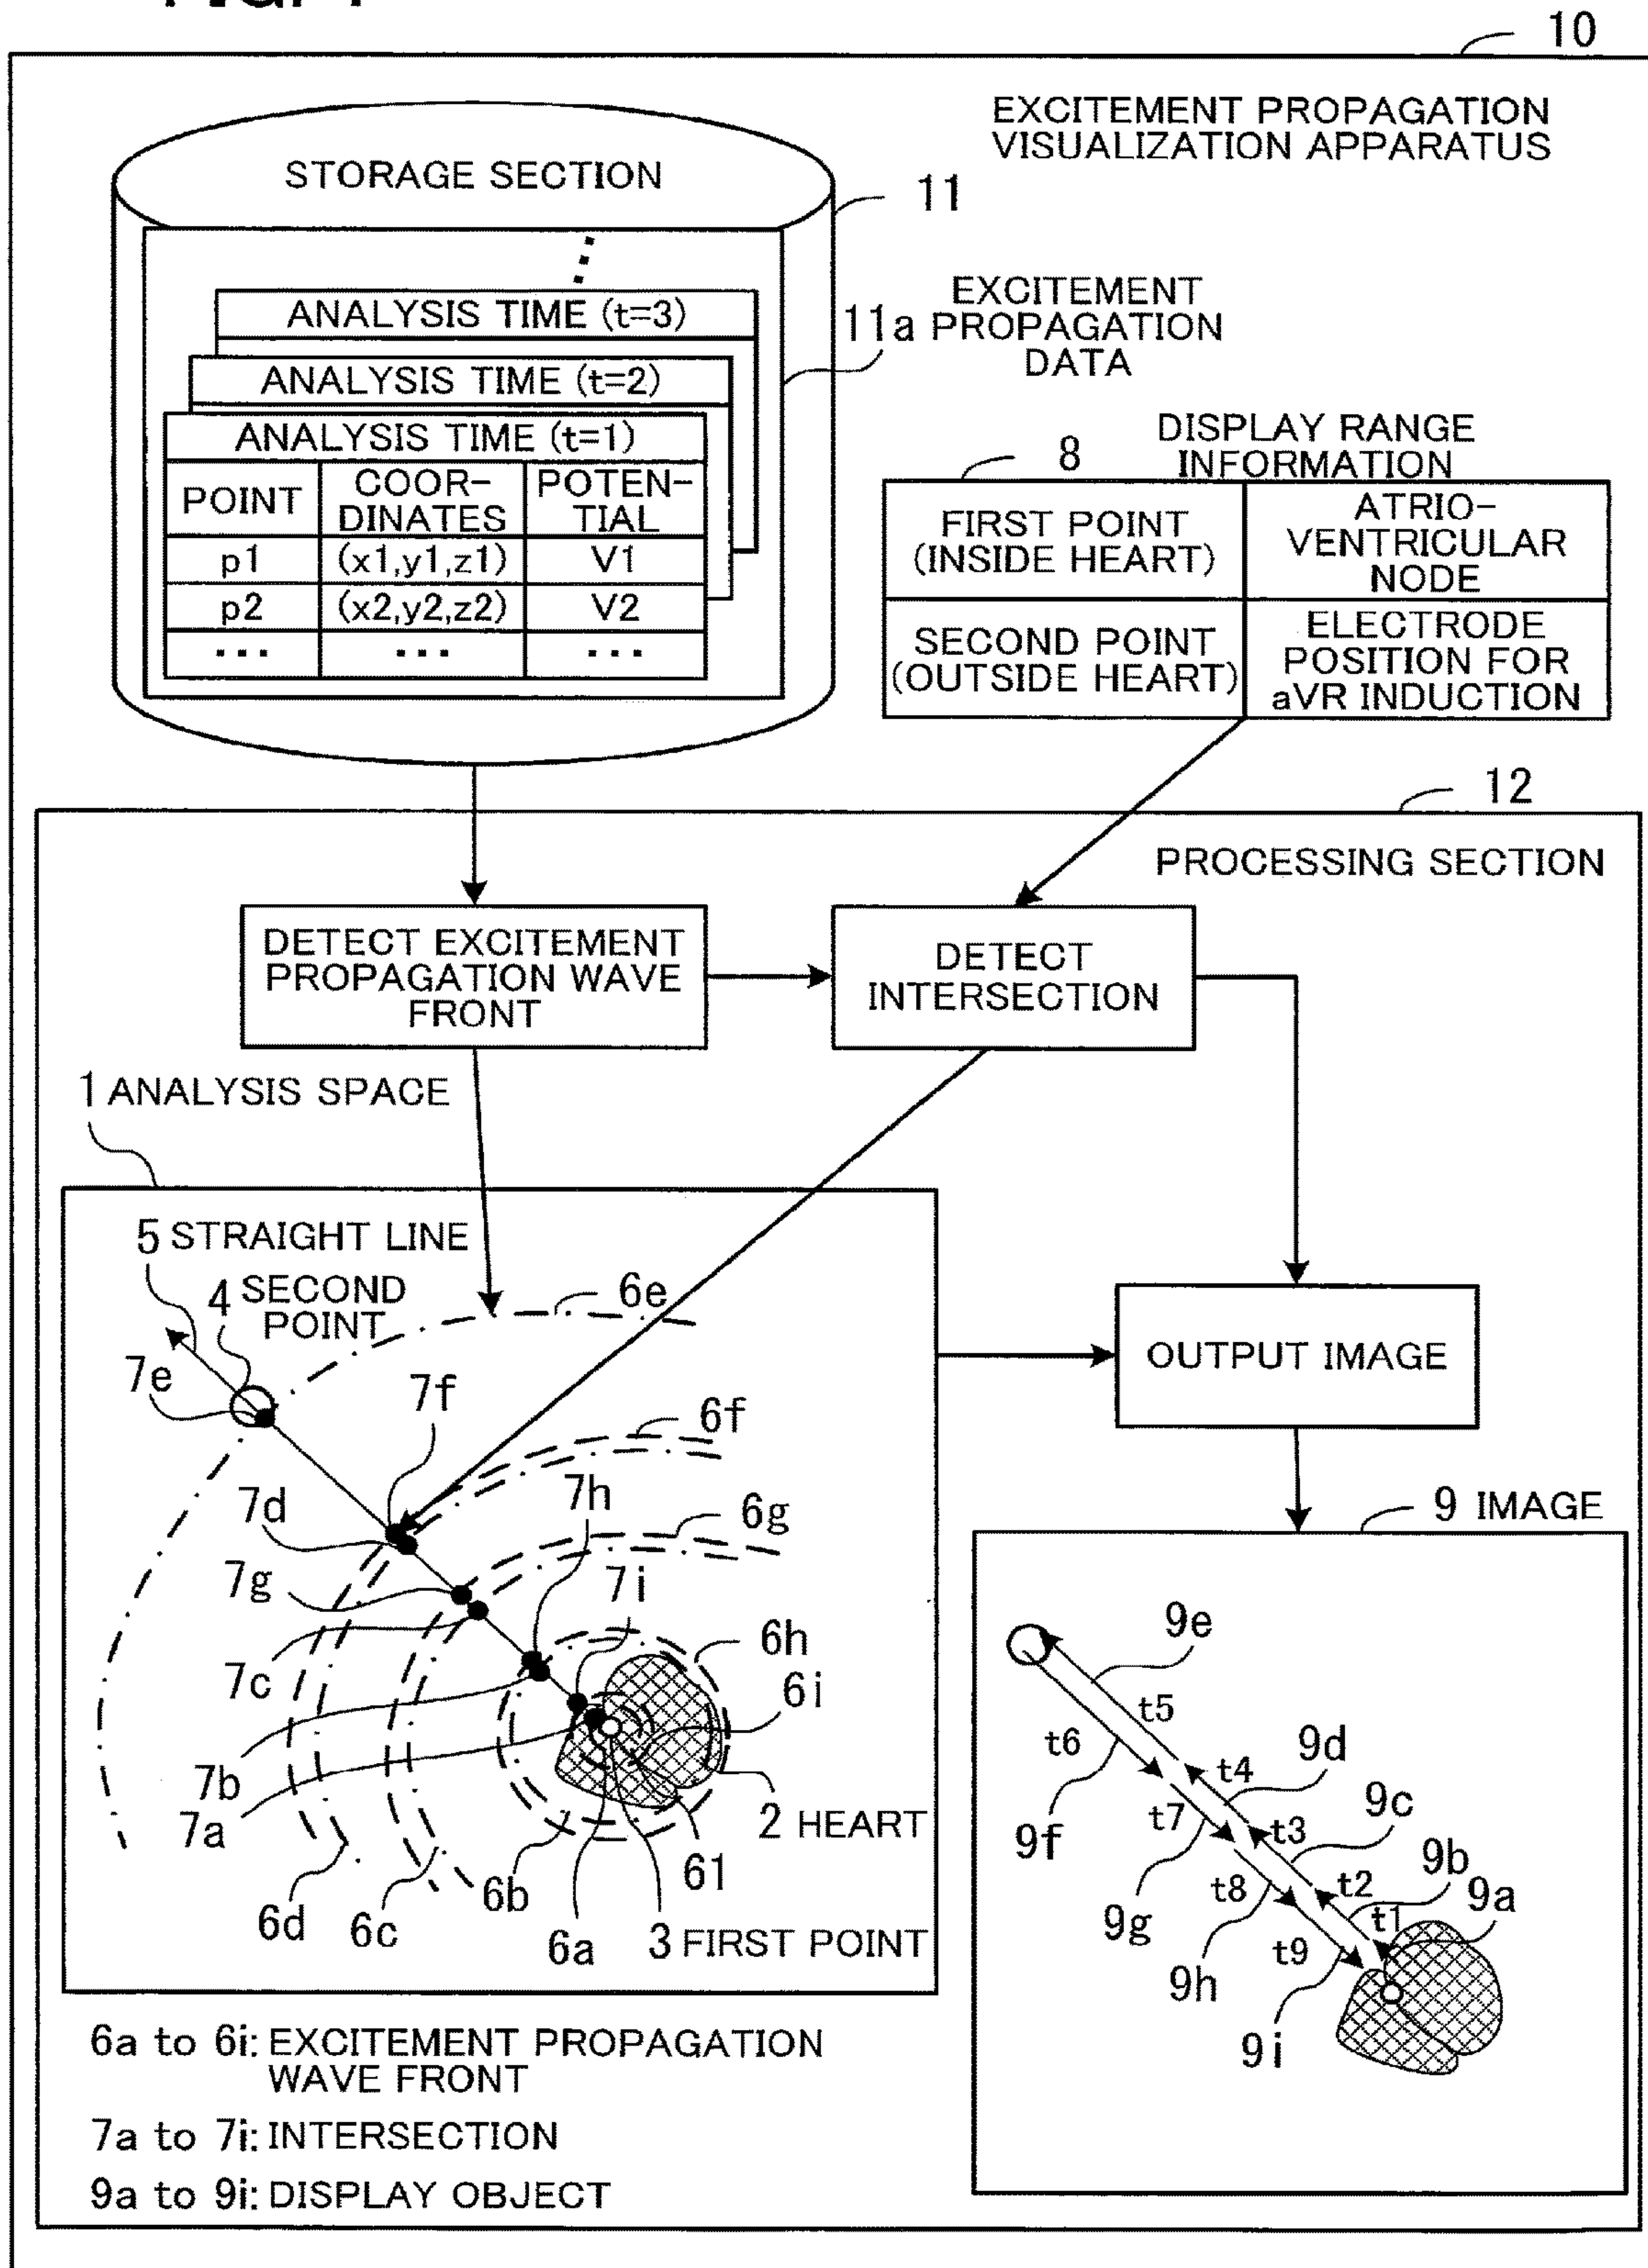 10
EXCITEMENT PROPAGATION
VISUALIZATION APPARATUS
STORAGE SECTION
11
ANALYSIS TIME (t=3)
ANALYSIS TIME (t=2)
ANALYSIS TIME (t=1)
POINT
COOR-
DINATES
POTEN-
TIAL
p1
(x1,y1,z1)
V1
p2
(x2,y2,z2)
V2
...
...
...
11a
EXCITEMENT
PROPAGATION
DATA
8
DISPLAY RANGE
INFORMATION
FIRST POINT
(INSIDE HEART)
ATRIO-
VENTRICULAR
NODE
SECOND POINT
(OUTSIDE HEART)
ELECTRODE
POSITION FOR
aVR INDUCTION
12
PROCESSING SECTION
DETECT EXCITEMENT
PROPAGATION WAVE
FRONT
DETECT
INTERSECTION
1 ANALYSIS SPACE
5 STRAIGHT LINE
4 SECOND
POINT
6e
7e
7f
6f
7d
7h
6g
7g
7i
7c
6h
6i
7b
7a
2 HEART
6b
61
6d
6c
6a
3 FIRST POINT
OUTPUT IMAGE
9 IMAGE
9e
t5
t6
9d
t4
9c
t7
t3
9f
9b
t8
t2
9a
9g
t1
t9
9h
9i
6a to 6i: EXCITEMENT PROPAGATION
WAVE FRONT
7a to 7i: INTERSECTION
9a to 9i: DISPLAY OBJECT